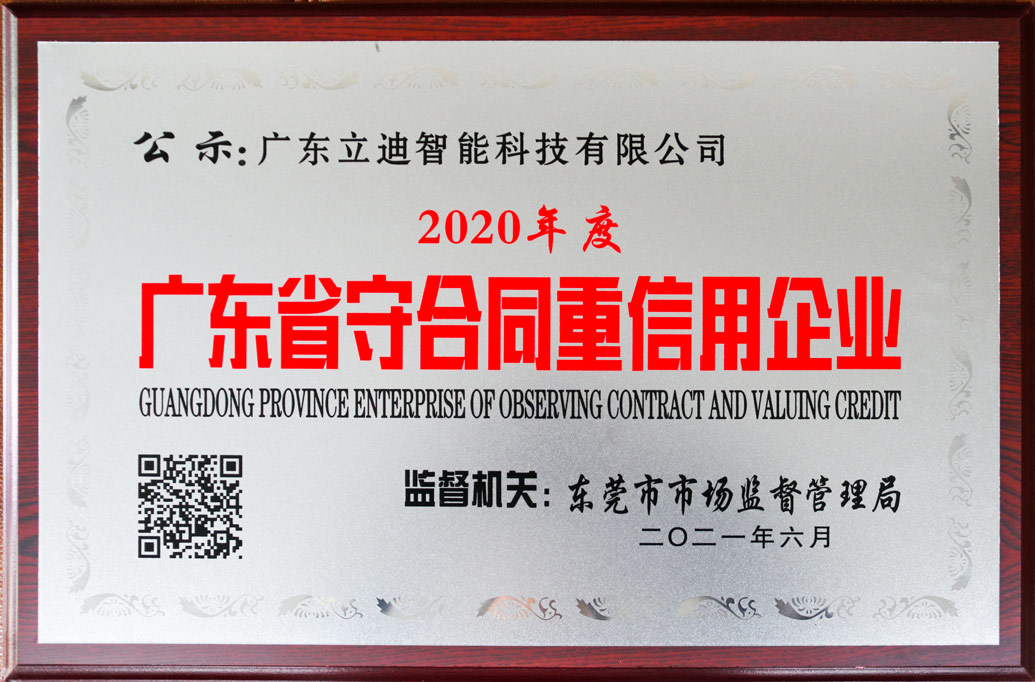 公示:广东立迪智能科技有限公司
2020年度
广东省守合同重信用企业
GUANGDONG PROVINCE ENTERPRISE OF OBSERVING CONTRACT AND VALUING CREDIT
监督机关:东莞市市场监督管理局
二〇二一年六月